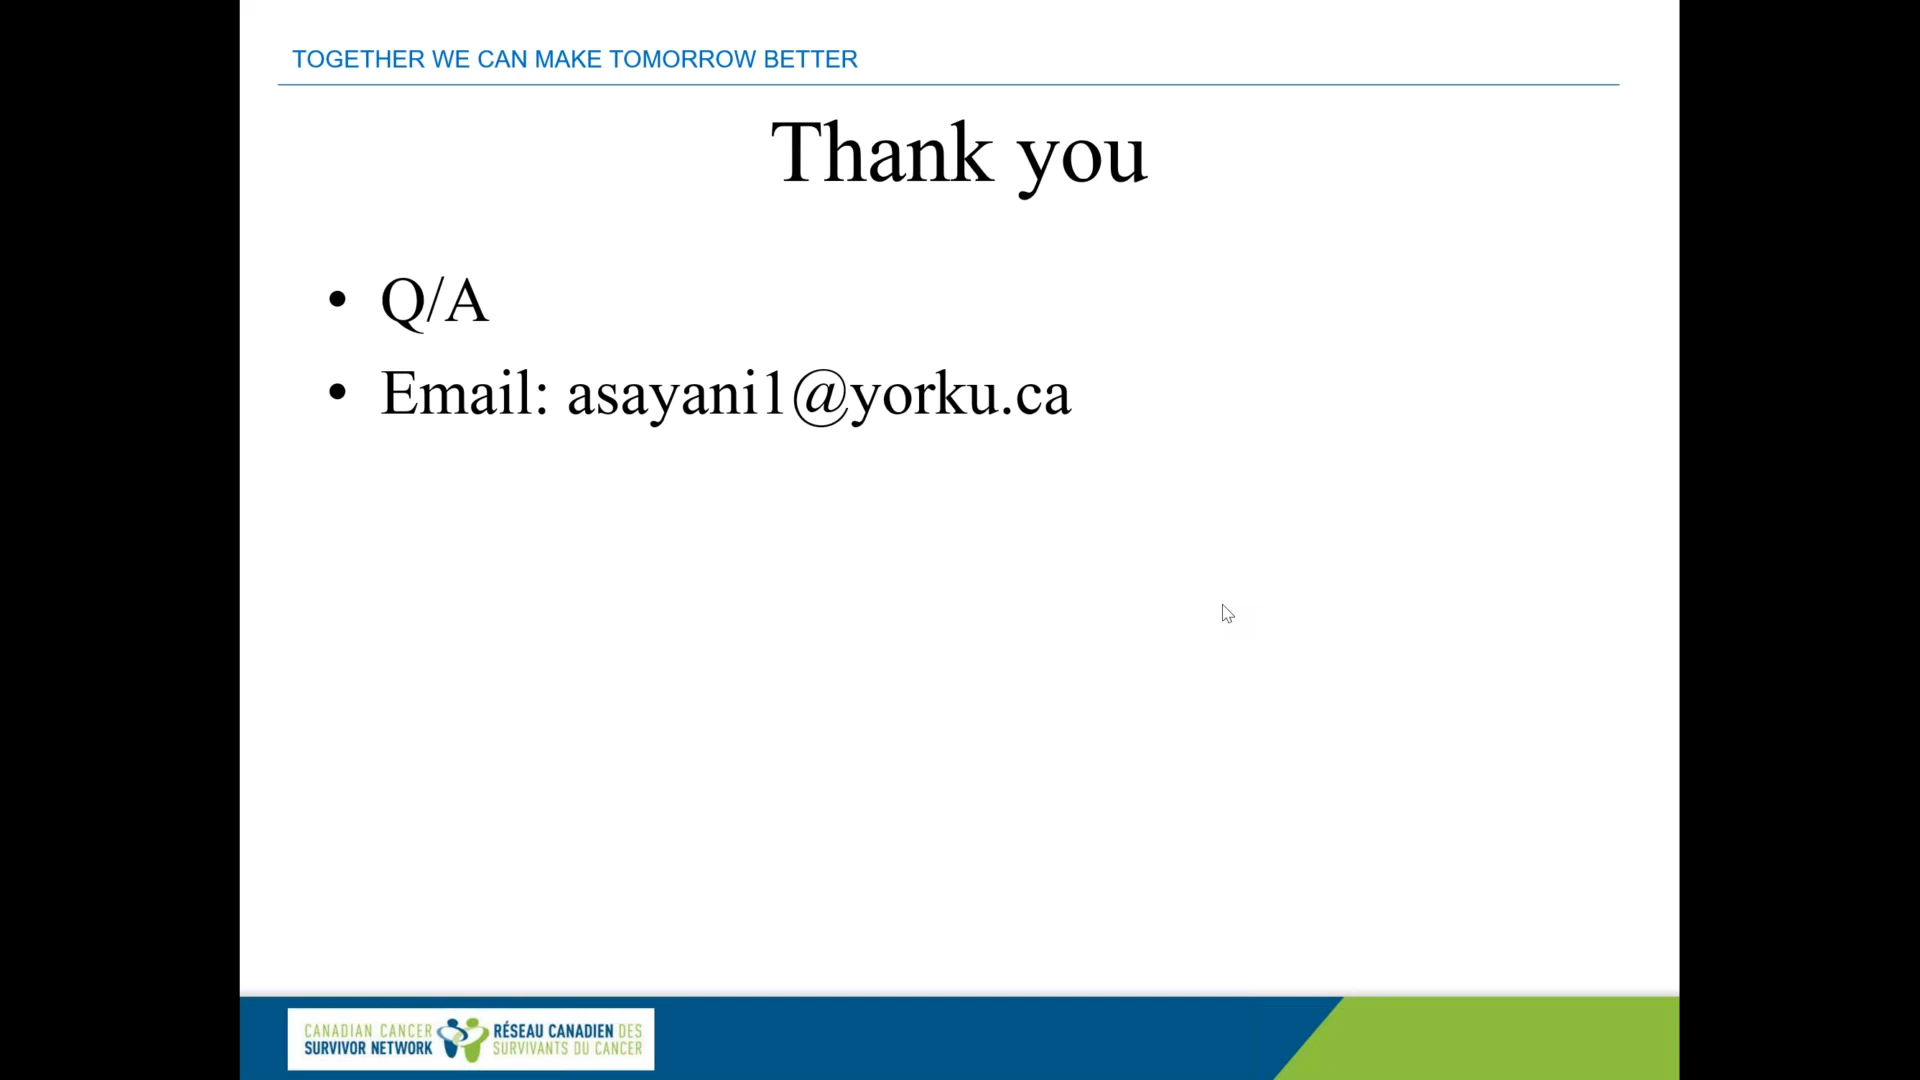 TOGETHER WE CAN MAKE TOMORROW BETTER
Thank you
• Q/A
• Email: asayani1@yorku.ca
CANADIAN CANCER
SURVIVOR NETWORK
RÉSEAU CANADIEN DES
SURVIVANTS DU CANCER